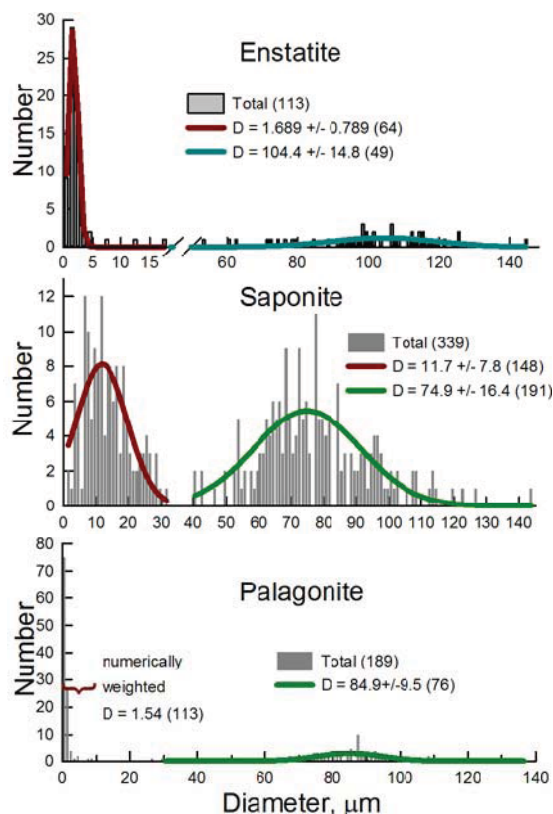 Enstatite
Number
30
25
20
15
10
5
0
Total (113)
D = 1.689 +/- 0.789 (64)
D = 104.4 +/- 14.8 (49)
0 5 10 15 60 80 100 120 140
Saponite
Number
12
10
8
6
4
2
0
Total (339)
D = 11.7 +/- 7.8 (148)
D = 74.9 +/- 16.4 (191)
0 10 20 30 40 50 60 70 80 90 100 110 120 130 140
Palagonite
Number
80
70
60
50
40
30
20
10
0
numerically
weighted
D = 1.54 (113)
Total (189)
D = 84.9+/-9.5 (76)
0 20 40 60 80 100 120 140
Diameter, μm